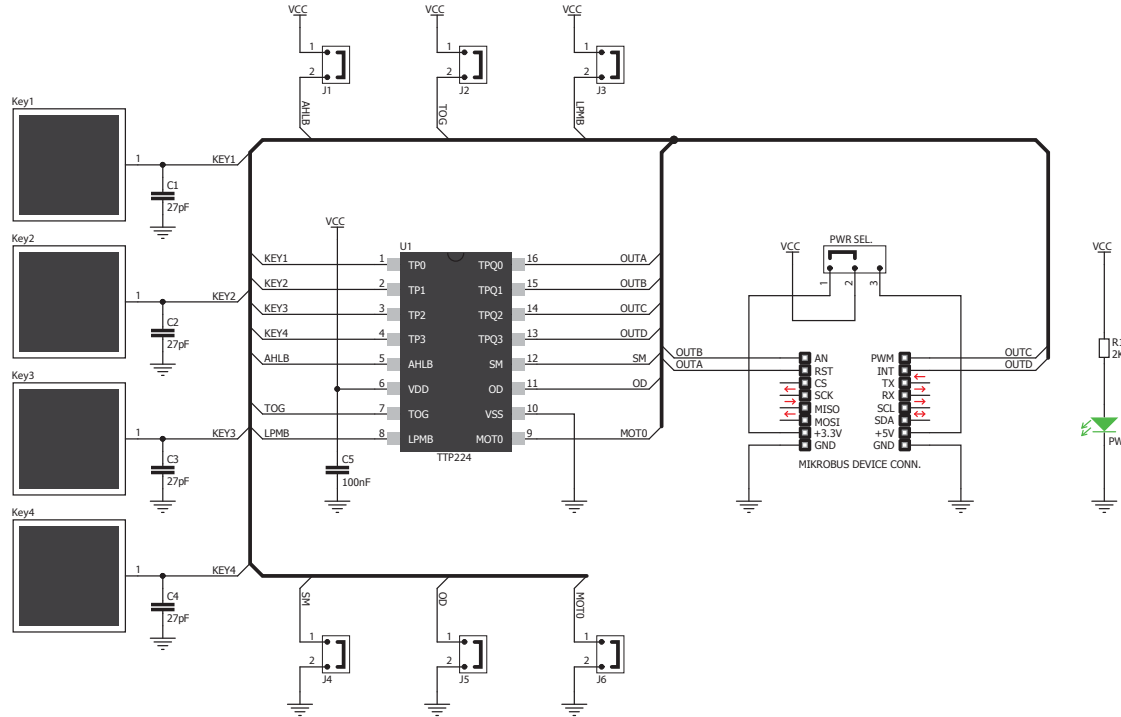 VCC VCC VCC
1 1 1
2 2 2
J1 J2 J3
AHLB TOG LPMB
Key1
1 KEY1
C1
27pF
Key2
1 KEY2
C2
27pF
Key3
1 KEY3
C3
27pF
Key4
1 KEY4
C4
27pF
VCC
U1
KEY1 1 TP0 TPQ0 16 OUTA
KEY2 2 TP1 TPQ1 15 OUTB
KEY3 3 TP2 TPQ2 14 OUTC
KEY4 4 TP3 TPQ3 13 OUTD
AHLB 5 AHLB SM 12 SM
6 VDD OD 11 OD
TOG 7 TOG VSS 10
LPMB 8 LPMB MOT0 9 MOT0
TTP224
C5
100nF
VCC PWR SEL.
1 2 3
OUTB AN PWM OUTC
OUTA RST INT OUTD
CS TX
SCK RX
MISO SCL
MOSI SDA
+3.3V +5V
GND GND
MIKROBUS DEVICE CONN.
VCC
SM OD MOT0
1 1 1
2 2 2
J4 J5 J6